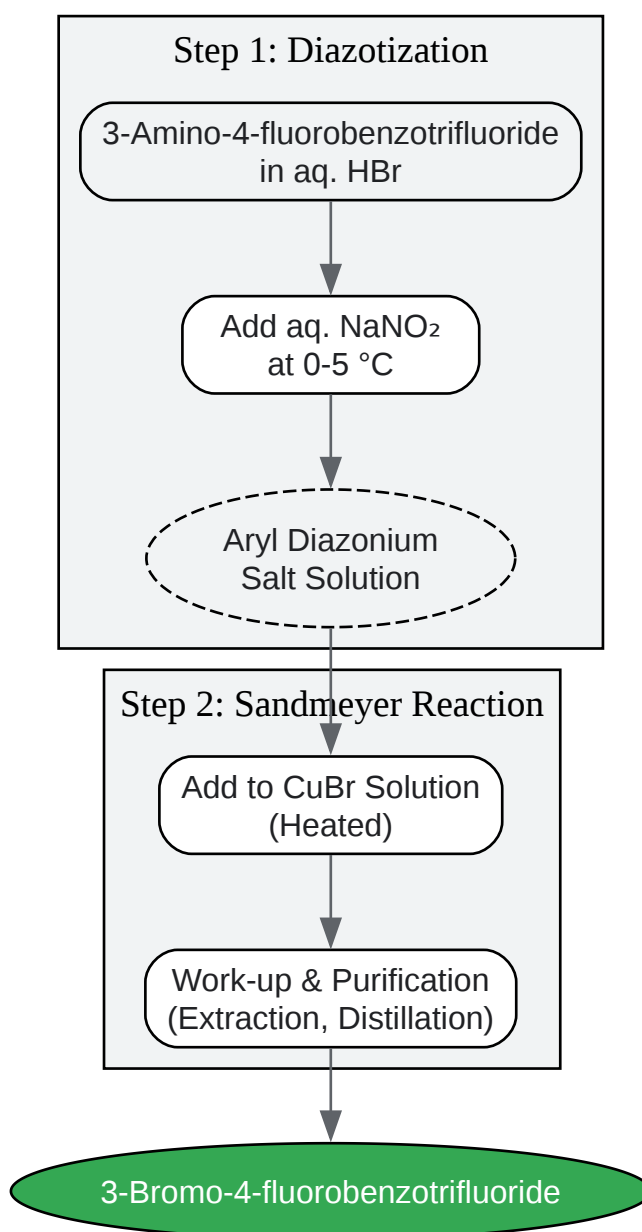 Step 1: Diazotization
3-Amino-4-fluorobenzotrifluoride
in aq. HBr
Add aq. NaNO₂
at 0-5 °C
Aryl Diazonium
Salt Solution
Step 2: Sandmeyer Reaction
Add to CuBr Solution
(Heated)
Work-up & Purification
(Extraction, Distillation)
3-Bromo-4-fluorobenzotrifluoride